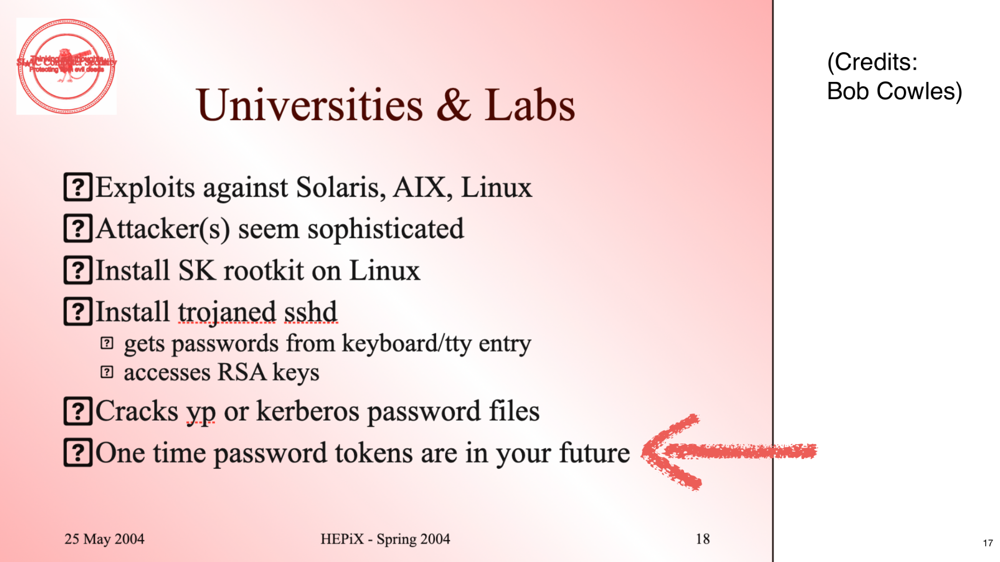 SLAC Computer Security
Thinking evil thoughts
Protecting from evil deeds
(Credits:
Bob Cowles)
Universities & Labs
Exploits against Solaris, AIX, Linux
Attacker(s) seem sophisticated
Install SK rootkit on Linux
Install trojaned sshd
gets passwords from keyboard/tty entry
accesses RSA keys
Cracks yp or kerberos password files
One time password tokens are in your future
25 May 2004
HEPiX - Spring 2004
18
17